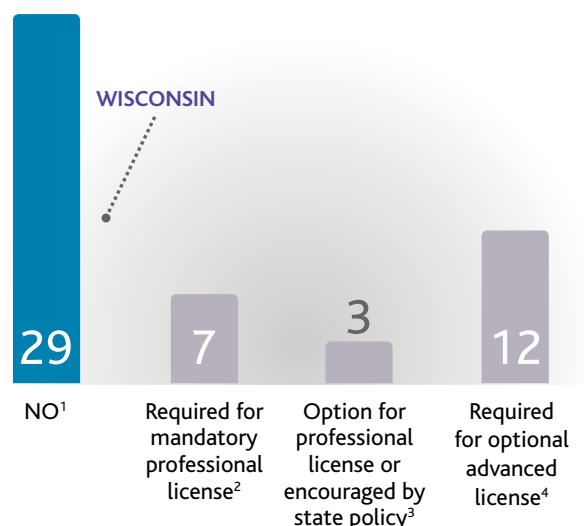 WISCONSIN
29
7
3
12
NO¹
Required for
mandatory
professional
license²
Option for
professional
license or
encouraged by
state policy³
Required
for optional
advanced
license⁴